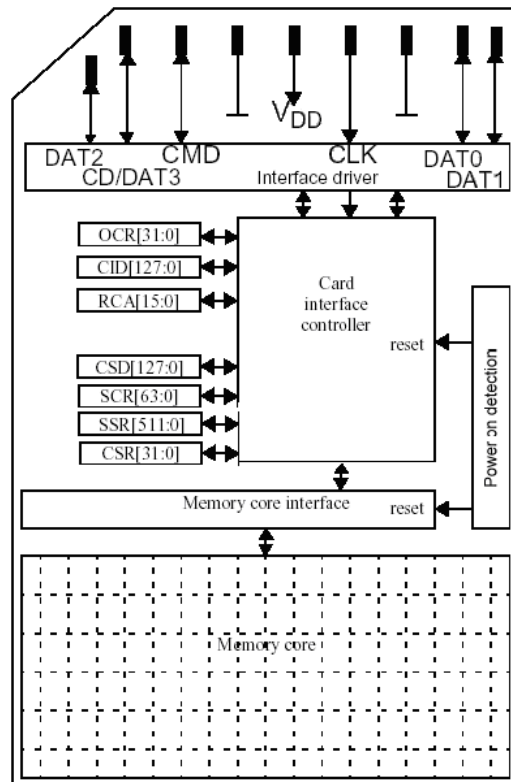 V_DD
DAT2 CMD CLK DAT0
CD/DAT3 Interface driver DAT1
OCR[31:0]
CID[127:0]
RCA[15:0]
Card
interface
controller
reset
CSD[127:0]
SCR[63:0]
SSR[511:0]
CSR[31:0]
Power on detection
Memory core interface reset
Memory core